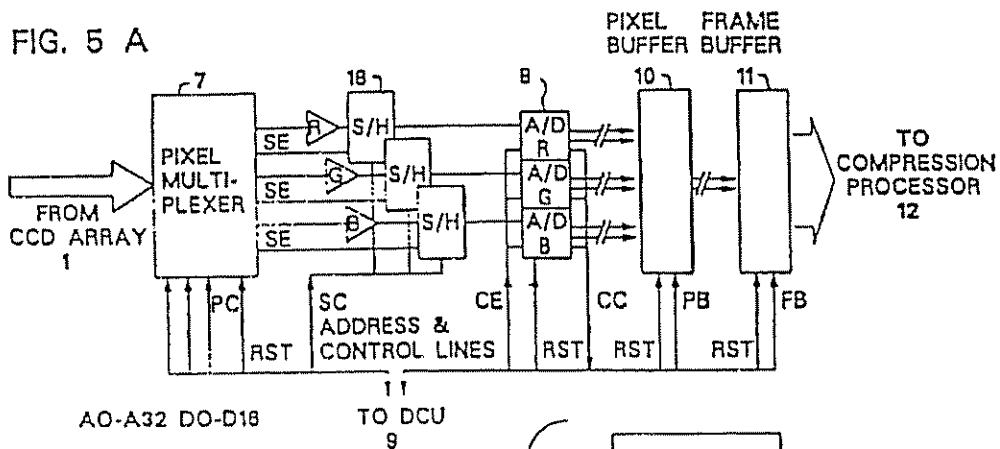 FIG. 5 A
PIXEL FRAME
BUFFER BUFFER
7
18
8
10
11
R
S/H
A/D
R
SE
G
S/H
A/D
G
SE
B
S/H
A/D
B
SE
PIXEL
MULTI-
PLEXER
FROM
CCD ARRAY
1
TO
COMPRESSION
PROCESSOR
12
PC
SC
CE
CC
PB
FB
ADDRESS &
CONTROL LINES
RST
RST
RST
RST
AO-A32 DO-D16
TO DCU
9